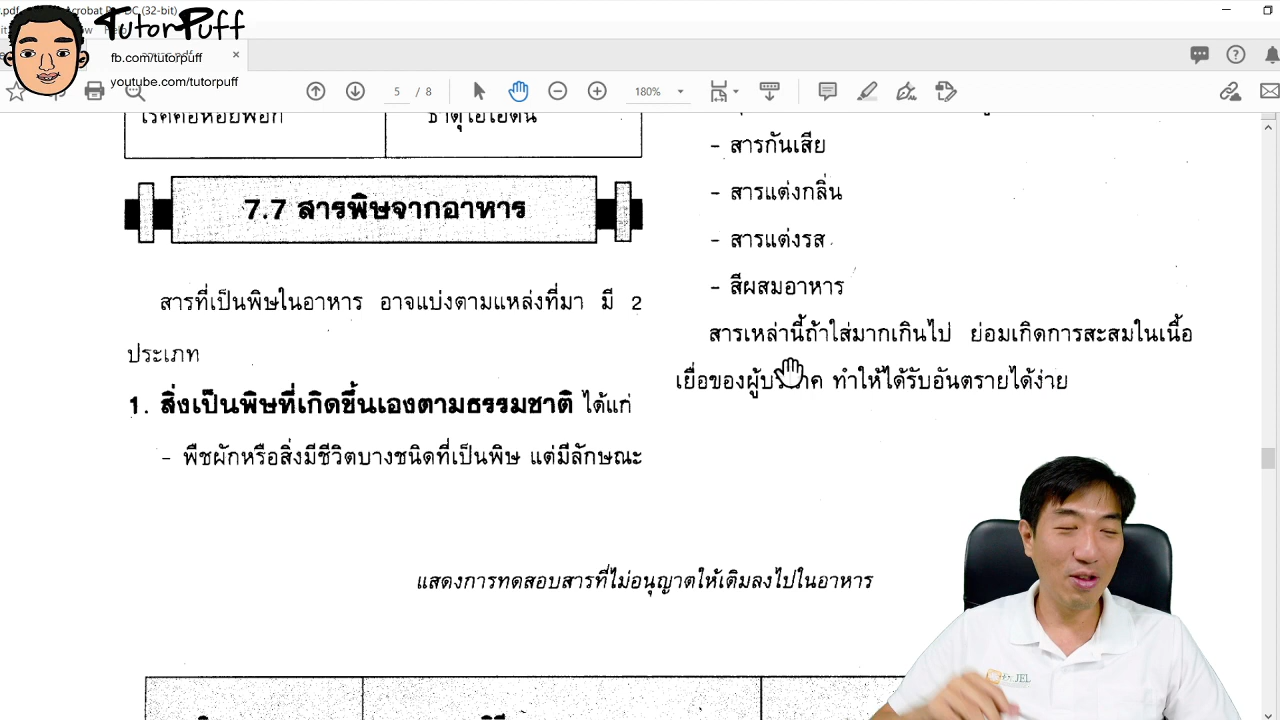 TutorPuff
fb.com/tutorpuff
youtube.com/tutorpuff
Acrobat
DC (32-bit)
5 / 8
180%
7.7 สารพิษจากอาหาร
สารที่เป็นพิษในอาหาร อาจแบ่งตามแหล่งที่มา มี 2
ประเภท
1. สิ่งเป็นพิษที่เกิดขึ้นเองตามธรรมชาติ ได้แก่
- พืชผักหรือสิ่งมีชีวิตบางชนิดที่เป็นพิษ แต่มีลักษณะ
- สารกันเสีย
- สารแต่งกลิ่น
- สารแต่งรส
- สีผสมอาหาร
สารเหล่านี้ถ้าใส่มากเกินไป ย่อมเกิดการสะสมในเนื้อ
เยื่อของ ทำให้ได้รับอันตรายได้ง่าย
แสดงการทดสอบสารที่ไม่อนุญาตให้เติมลงไปในอาหาร
JEL